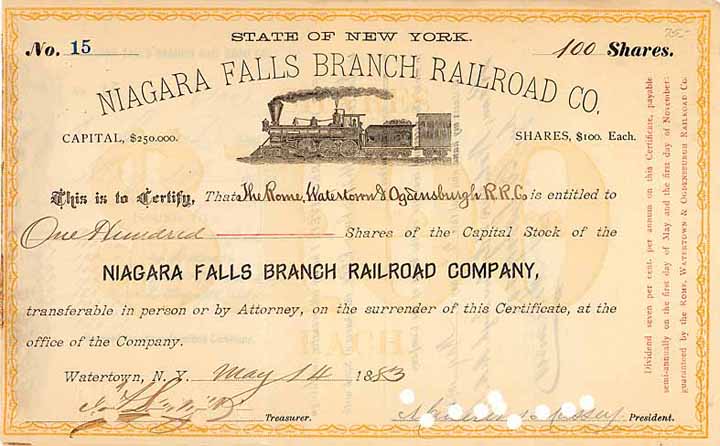 STATE OF NEW YORK.
No. 15
100 Shares.
NIAGARA FALLS BRANCH RAILROAD CO.
CAPITAL, $250.000.
SHARES, $100. Each.
This is to Certify, That The Rome, Watertown & Ogdensburgh R.R. Co is entitled to
One Hundred Shares of the Capital Stock of the
NIAGARA FALLS BRANCH RAILROAD COMPANY,
transferable in person or by Attorney, on the surrender of this Certificate, at the
office of the Company.
Watertown, N. Y. May 14 1883
Treasurer.
President.
Dividend seven per cent. per annum on this Certificate, payable
semi-annually on the first day of May and the first day of November:
guaranteed by the ROME, WATERTOWN & OGDENSBURGH RAILROAD CO.